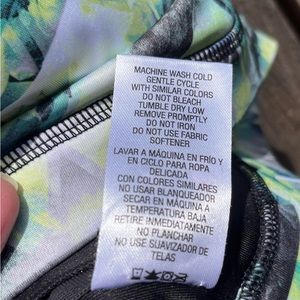 MACHINE WASH COLD
GENTLE CYCLE
WITH SIMILAR COLORS
DO NOT BLEACH
TUMBLE DRY LOW
REMOVE PROMPTLY
DO NOT IRON
DO NOT USE FABRIC
SOFTENER
LAVAR A MÁQUINA EN FRÍO Y
EN CICLO PARA ROPA
DELICADA
CON COLORES SIMILARES
NO USAR BLANQUEADOR
SECAR EN MÁQUINA A
TEMPERATURA BAJA
RETIRE INMEDIATAMENTE
NO PLANCHAR
NO USE SUAVIZADOR DE
TELAS